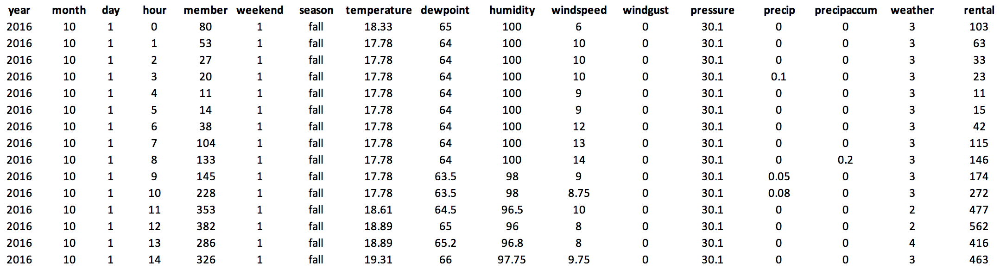 year month day hour member weekend season temperature dewpoint humidity windspeed windgust pressure precip precipaccum weather rental
2016 10 1 0 80 1 fall 18.33 65 100 6 0 30.1 0 0 3 103
2016 10 1 1 53 1 fall 17.78 64 100 10 0 30.1 0 0 3 63
2016 10 1 2 27 1 fall 17.78 64 100 10 0 30.1 0 0 3 33
2016 10 1 3 20 1 fall 17.78 64 100 10 0 30.1 0.1 0 3 23
2016 10 1 4 11 1 fall 17.78 64 100 9 0 30.1 0 0 3 11
2016 10 1 5 14 1 fall 17.78 64 100 9 0 30.1 0 0 3 15
2016 10 1 6 38 1 fall 17.78 64 100 12 0 30.1 0 0 3 42
2016 10 1 7 104 1 fall 17.78 64 100 13 0 30.1 0 0 3 115
2016 10 1 8 133 1 fall 17.78 64 100 14 0 30.1 0 0.2 3 146
2016 10 1 9 145 1 fall 17.78 63.5 98 9 0 30.1 0.05 0 3 174
2016 10 1 10 228 1 fall 17.78 63.5 98 8.75 0 30.1 0.08 0 3 272
2016 10 1 11 353 1 fall 18.61 64.5 96.5 10 0 30.1 0 0 2 477
2016 10 1 12 382 1 fall 18.89 65 96 8 0 30.1 0 0 2 562
2016 10 1 13 286 1 fall 18.89 65.2 96.8 8 0 30.1 0 0 4 416
2016 10 1 14 326 1 fall 19.31 66 97.75 9.75 0 30.1 0 0 3 463